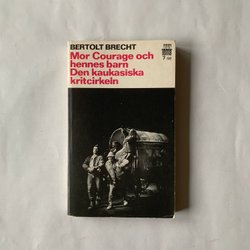 BERTOLT BRECHT
Mor Courage och
hennes barn
Den kaukasiska
kritcirkeln